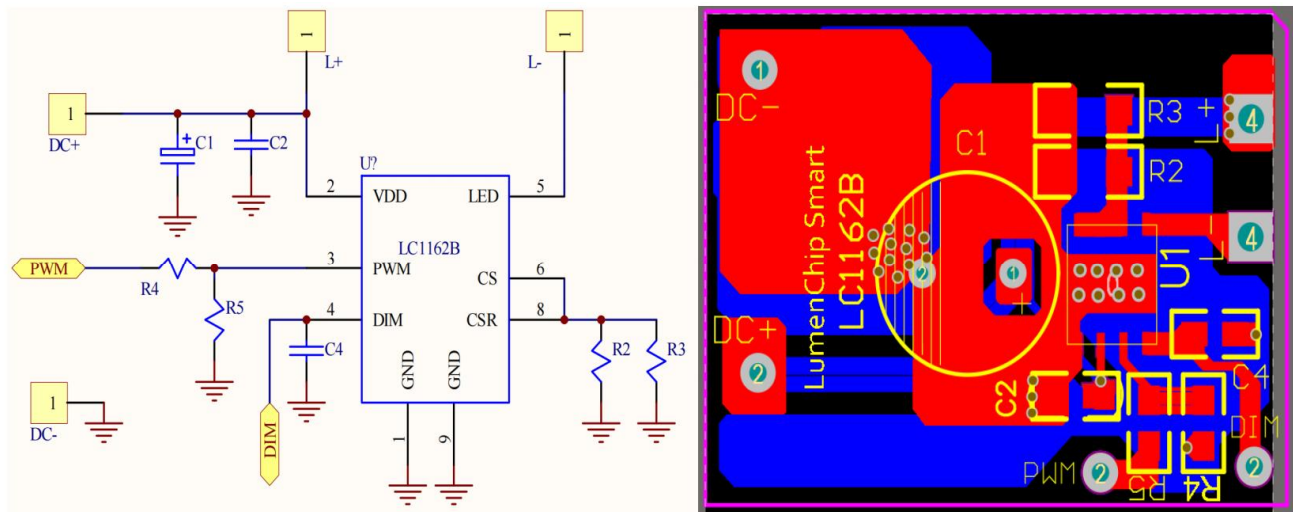 1
L+
1
L-
1
DC+
C1
C2
U?
2
VDD
LED
5
LC1162B
PWM
R4
3
PWM
CS
6
R5
4
DIM
CSR
8
C4
R2
R3
GND
GND
1
DC-
DIM
1
9
1
DC-
R3
+
4
C1
R2
-
4
LumenChip Smart
LC1162B
2
1
+
U1
DC+
2
C2
C4
DIM
PWM
2
R5
R4
2